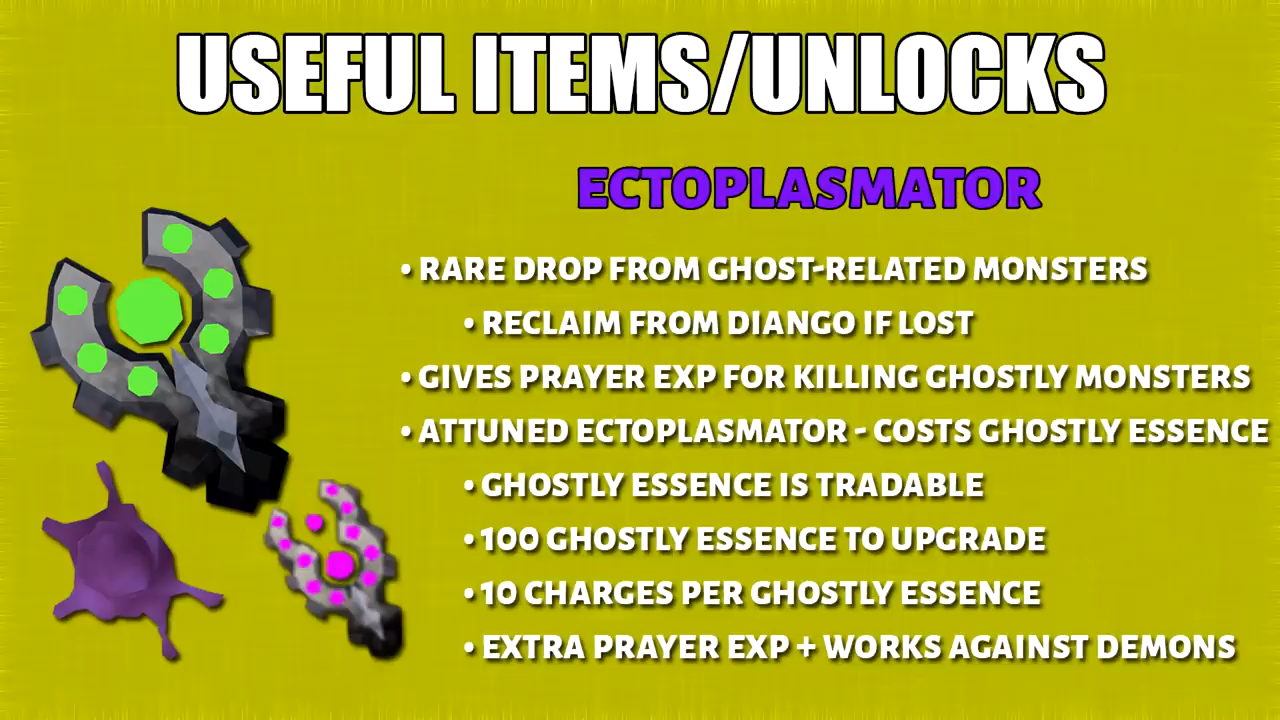 USEFUL ITEMS/UNLOCKS
ECTOPLASMATOR
• RARE DROP FROM GHOST-RELATED MONSTERS
• RECLAIM FROM DIANGO IF LOST
• GIVES PRAYER EXP FOR KILLING GHOSTLY MONSTERS
• ATTUNED ECTOPLASMATOR - COSTS GHOSTLY ESSENCE
• GHOSTLY ESSENCE IS TRADABLE
• 100 GHOSTLY ESSENCE TO UPGRADE
• 10 CHARGES PER GHOSTLY ESSENCE
• EXTRA PRAYER EXP + WORKS AGAINST DEMONS